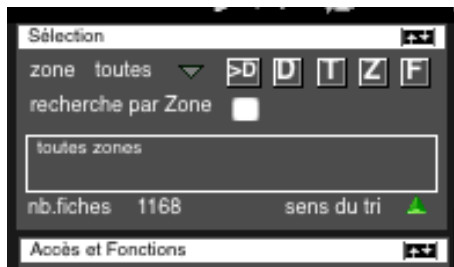 Sélection
zone toutes >D D T Z F
recherche par Zone
toutes zones
nb.fiches 1168 sens du tri
Accès et Fonctions